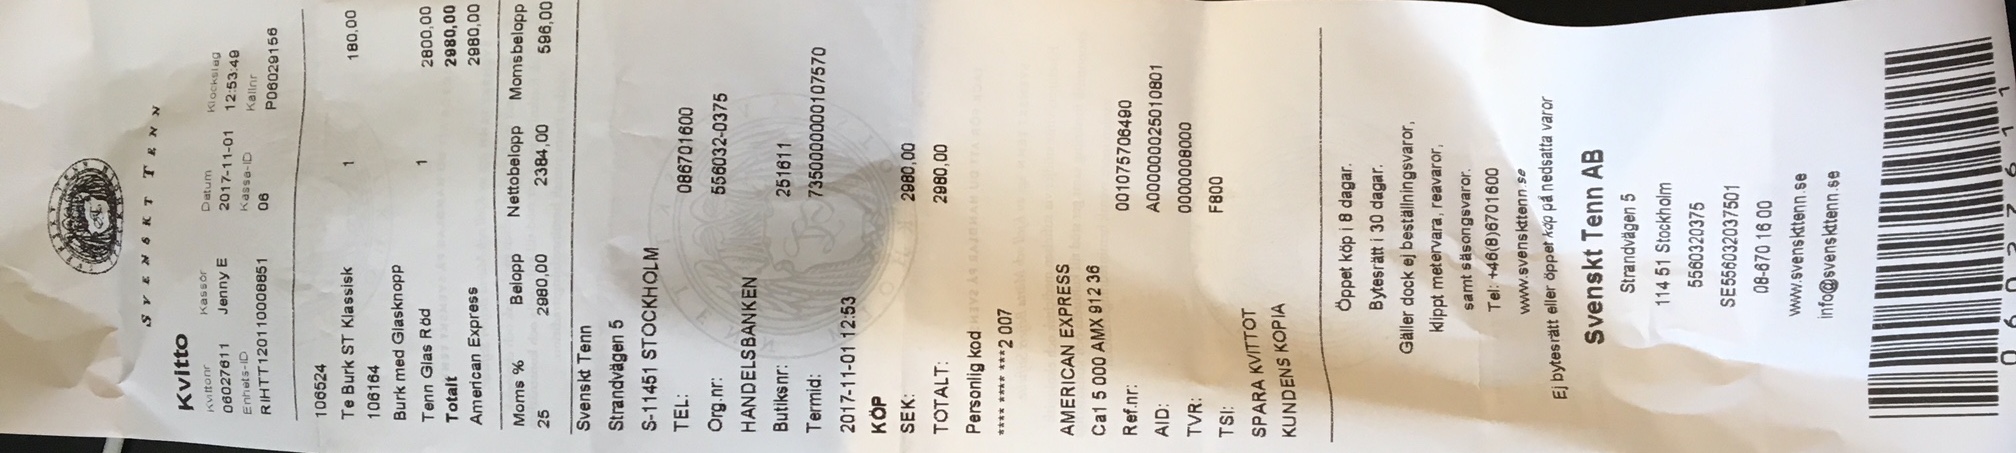 SVENSKT TENN
Kvitto
Kvittonr Kassör Datum Klockslag
06027611 Jenny E 2017-11-01 12:53:49
Enhets-ID Kassa-ID Kallnr
RIHTT120110008851 06 P06029156
106524
Te Burk ST Klassisk 1 180,00
106164
Burk med Glasknopp
Tenn Glas Röd 1 2800,00
Totalt 2980,00
American Express 2980,00
Moms % Belopp Nettobelopp Momsbelopp
25 2980,00 2384,00 596,00
Svenskt Tenn
Strandvägen 5
S-11451 STOCKHOLM
TEL: 086701600
Org.nr: 556032-0375
HANDELSBANKEN
Butiksnr: 251611
Termid: 7350000000107570
2017-11-01 12:53
KÖP
SEK: 2980,00
TOTALT: 2980,00
Personlig kod
**** **** ***2 007
AMERICAN EXPRESS
Ca1 5 000 AMX 912 36
Ref.nr: 001075706490
AID: A000000025010801
TVR: 0000008000
TSI: F800
SPARA KVITTOT
KUNDENS KOPIA
Öppet köp i 8 dagar.
Bytesrätt i 30 dagar.
Gäller dock ej beställningsvaror,
klippt metervara, reavaror,
samt säsongsvaror.
Tel: +46(8)6701600
www.svenskttenn.se
Ej bytesrätt eller öppet köp på nedsatta varor
Svenskt Tenn AB
Strandvägen 5
114 51 Stockholm
5560320375
SE556032037501
08-670 16 00
www.svenskttenn.se
info@svenskttenn.se
06027611